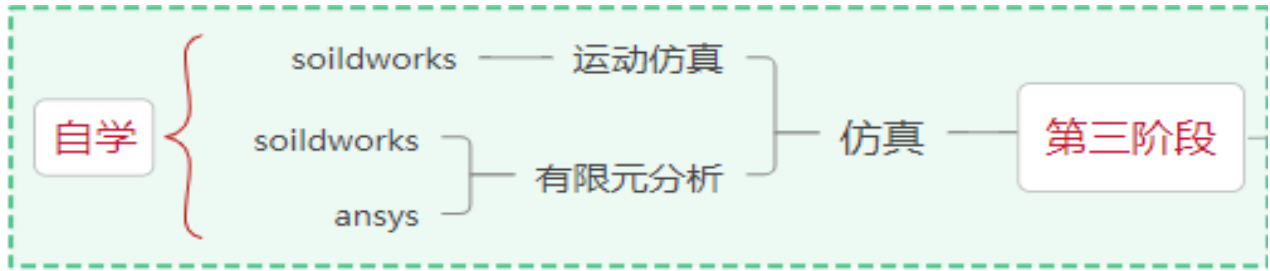 soildworks
运动仿真
自学
soildworks
仿真
第三阶段
有限元分析
ansys